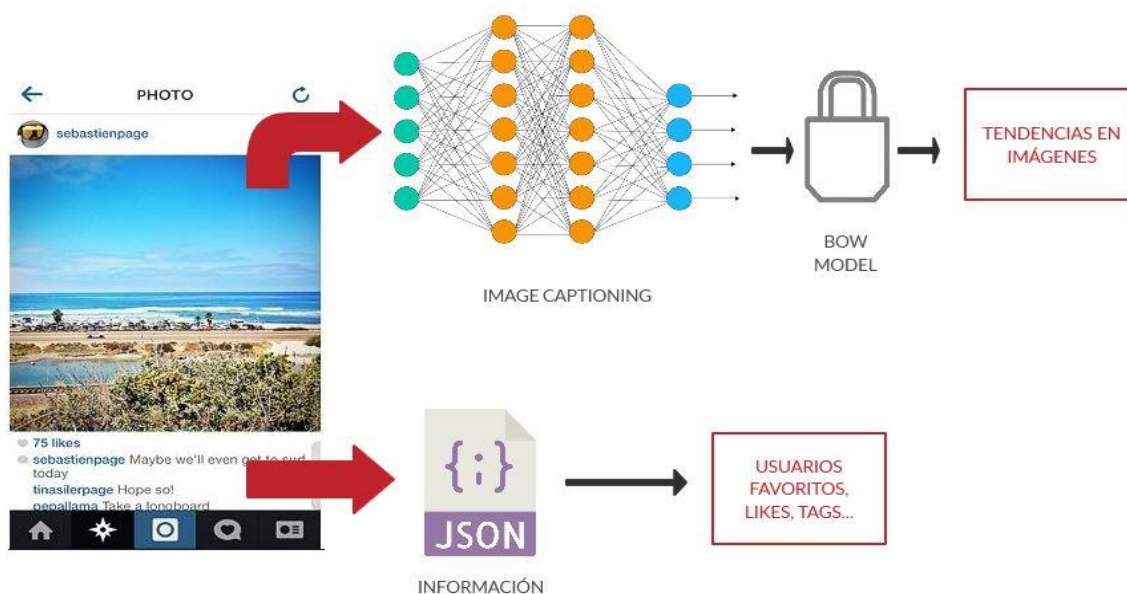 PHOTO
sebastienpage
75 likes
sebastienpage Maybe we'll even get to surf
today
tinasilerpage Hope so!
pepallama Take a longboard
IMAGE CAPTIONING
BOW
MODEL
TENDENCIAS EN
IMÁGENES
{;}
JSON
INFORMACIÓN
USUARIOS
FAVORITOS,
LIKES, TAGS...